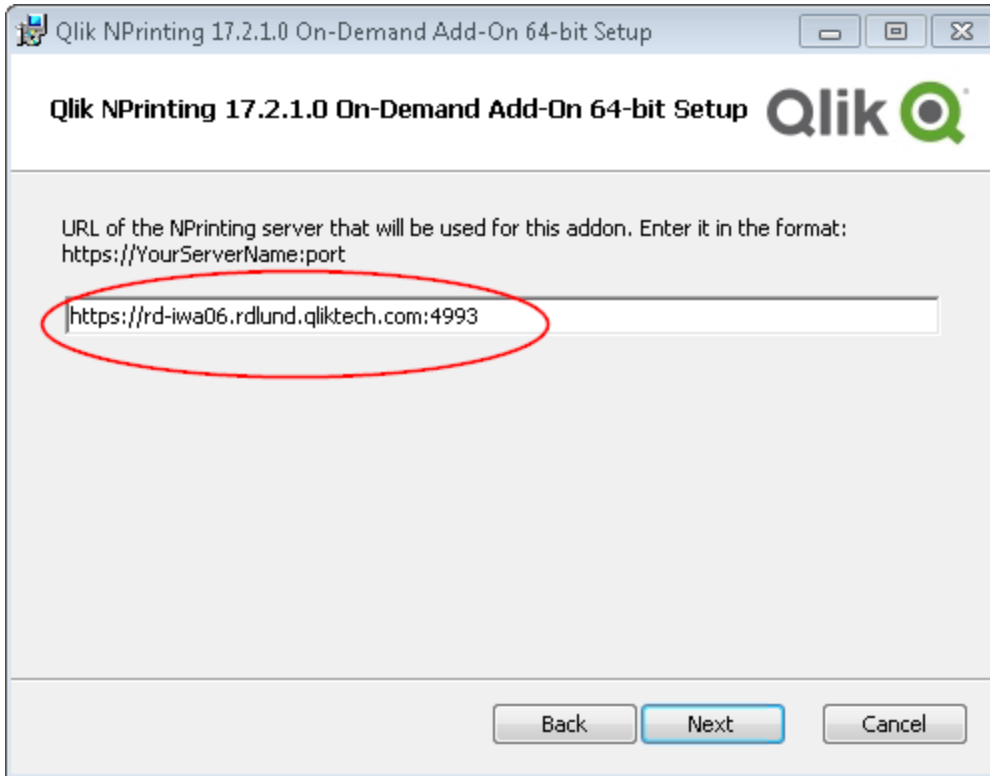 Qlik NPrinting 17.2.1.0 On-Demand Add-On 64-bit Setup
Qlik NPrinting 17.2.1.0 On-Demand Add-On 64-bit Setup
Qlik
URL of the NPrinting server that will be used for this addon. Enter it in the format:
https://YourServerName:port
https://rd-iwa06.rdlund.qliktech.com:4993
Back Next Cancel